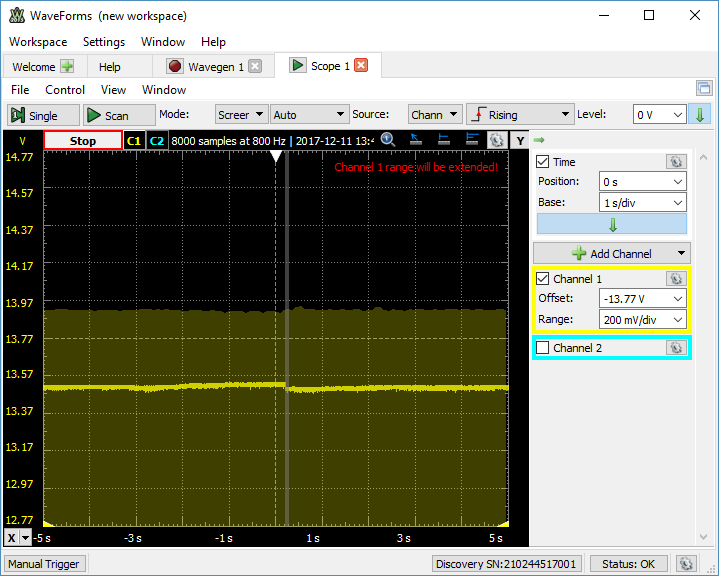 WaveForms (new workspace)
Workspace Settings Window Help
Welcome Help Wavegen 1 Scope 1
File Control View Window
Single Scan Mode: Screer Auto Source: Chann Rising Level: 0 V
V Stop C1 C2 8000 samples at 800 Hz | 2017-12-11 13:4 Y
Channel 1 range will be extended!
14.77
14.57
14.37
14.17
13.97
13.77
13.57
13.37
13.17
12.97
12.77
X -5 s -3 s -1 s 1 s 3 s 5 s
Time
Position: 0 s
Base: 1 s/div
Add Channel
Channel 1
Offset: -13.77 V
Range: 200 mV/div
Channel 2
Manual Trigger Discovery SN:210244517001 Status: OK